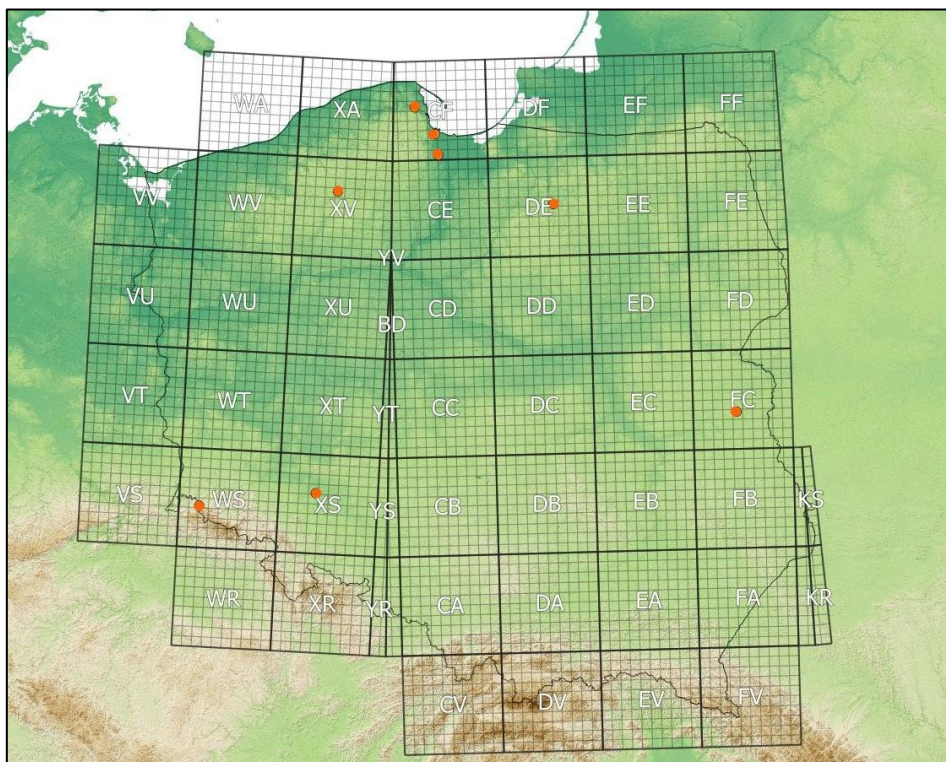 WA XA CF DF EF FF
VV WV XV CE DE EE FE
YV
VU WU XU BD CD DD ED FD
VT WT XT YT CC DC EC FC
VS WS XS YS CB DB EB FB KS
WR XR YR CA DA EA FA KR
CV DV EV FV